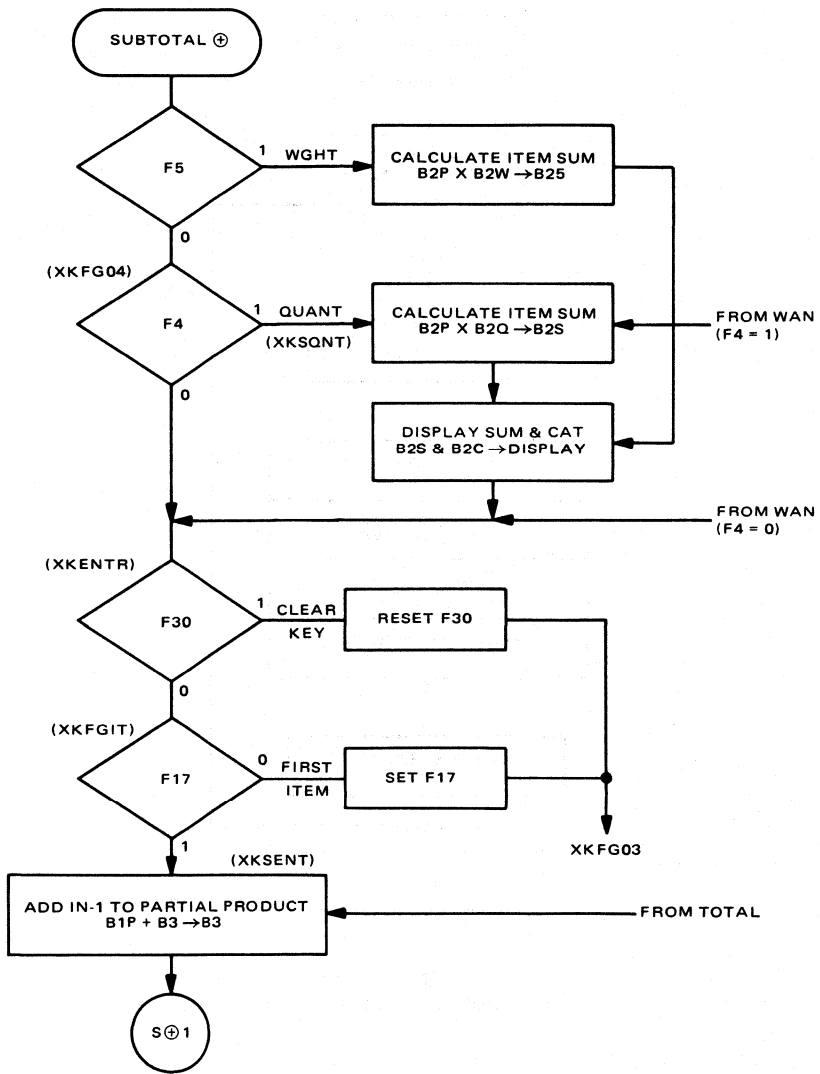 SUBTOTAL ⊕
F5
1 WGHT
CALCULATE ITEM SUM
B2P X B2W →B25
0
(XKFG04)
F4
1 QUANT
(XKSQNT)
CALCULATE ITEM SUM
B2P X B2Q →B2S
FROM WAN
(F4 = 1)
0
DISPLAY SUM & CAT
B2S & B2C →DISPLAY
FROM WAN
(F4 = 0)
(XKENTR)
F30
1 CLEAR
KEY
RESET F30
0
(XKFGIT)
F17
0 FIRST
ITEM
SET F17
1
XKFG03
(XKSENT)
ADD IN-1 TO PARTIAL PRODUCT
B1P + B3 →B3
FROM TOTAL
S⊕1